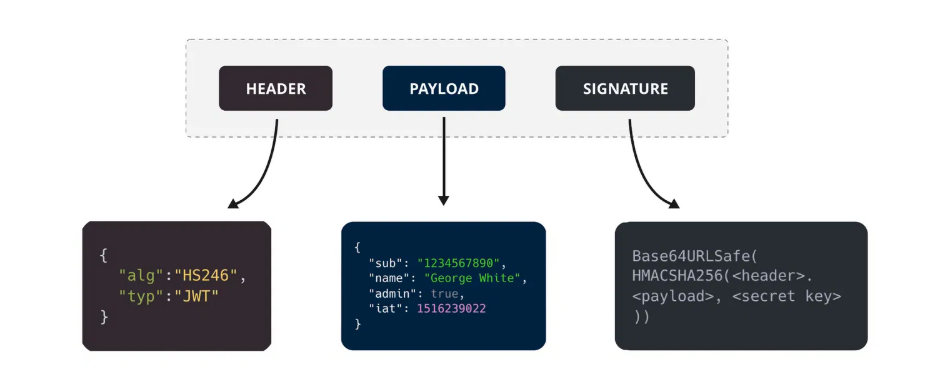 HEADER
PAYLOAD
SIGNATURE
{
"alg":"HS246",
"typ":"JWT"
}
{
"sub": "1234567890",
"name": "George White",
"admin": true,
"iat": 1516239022
}
Base64URLSafe(
HMACSHA256(<header>.
<payload>, <secret key>
))